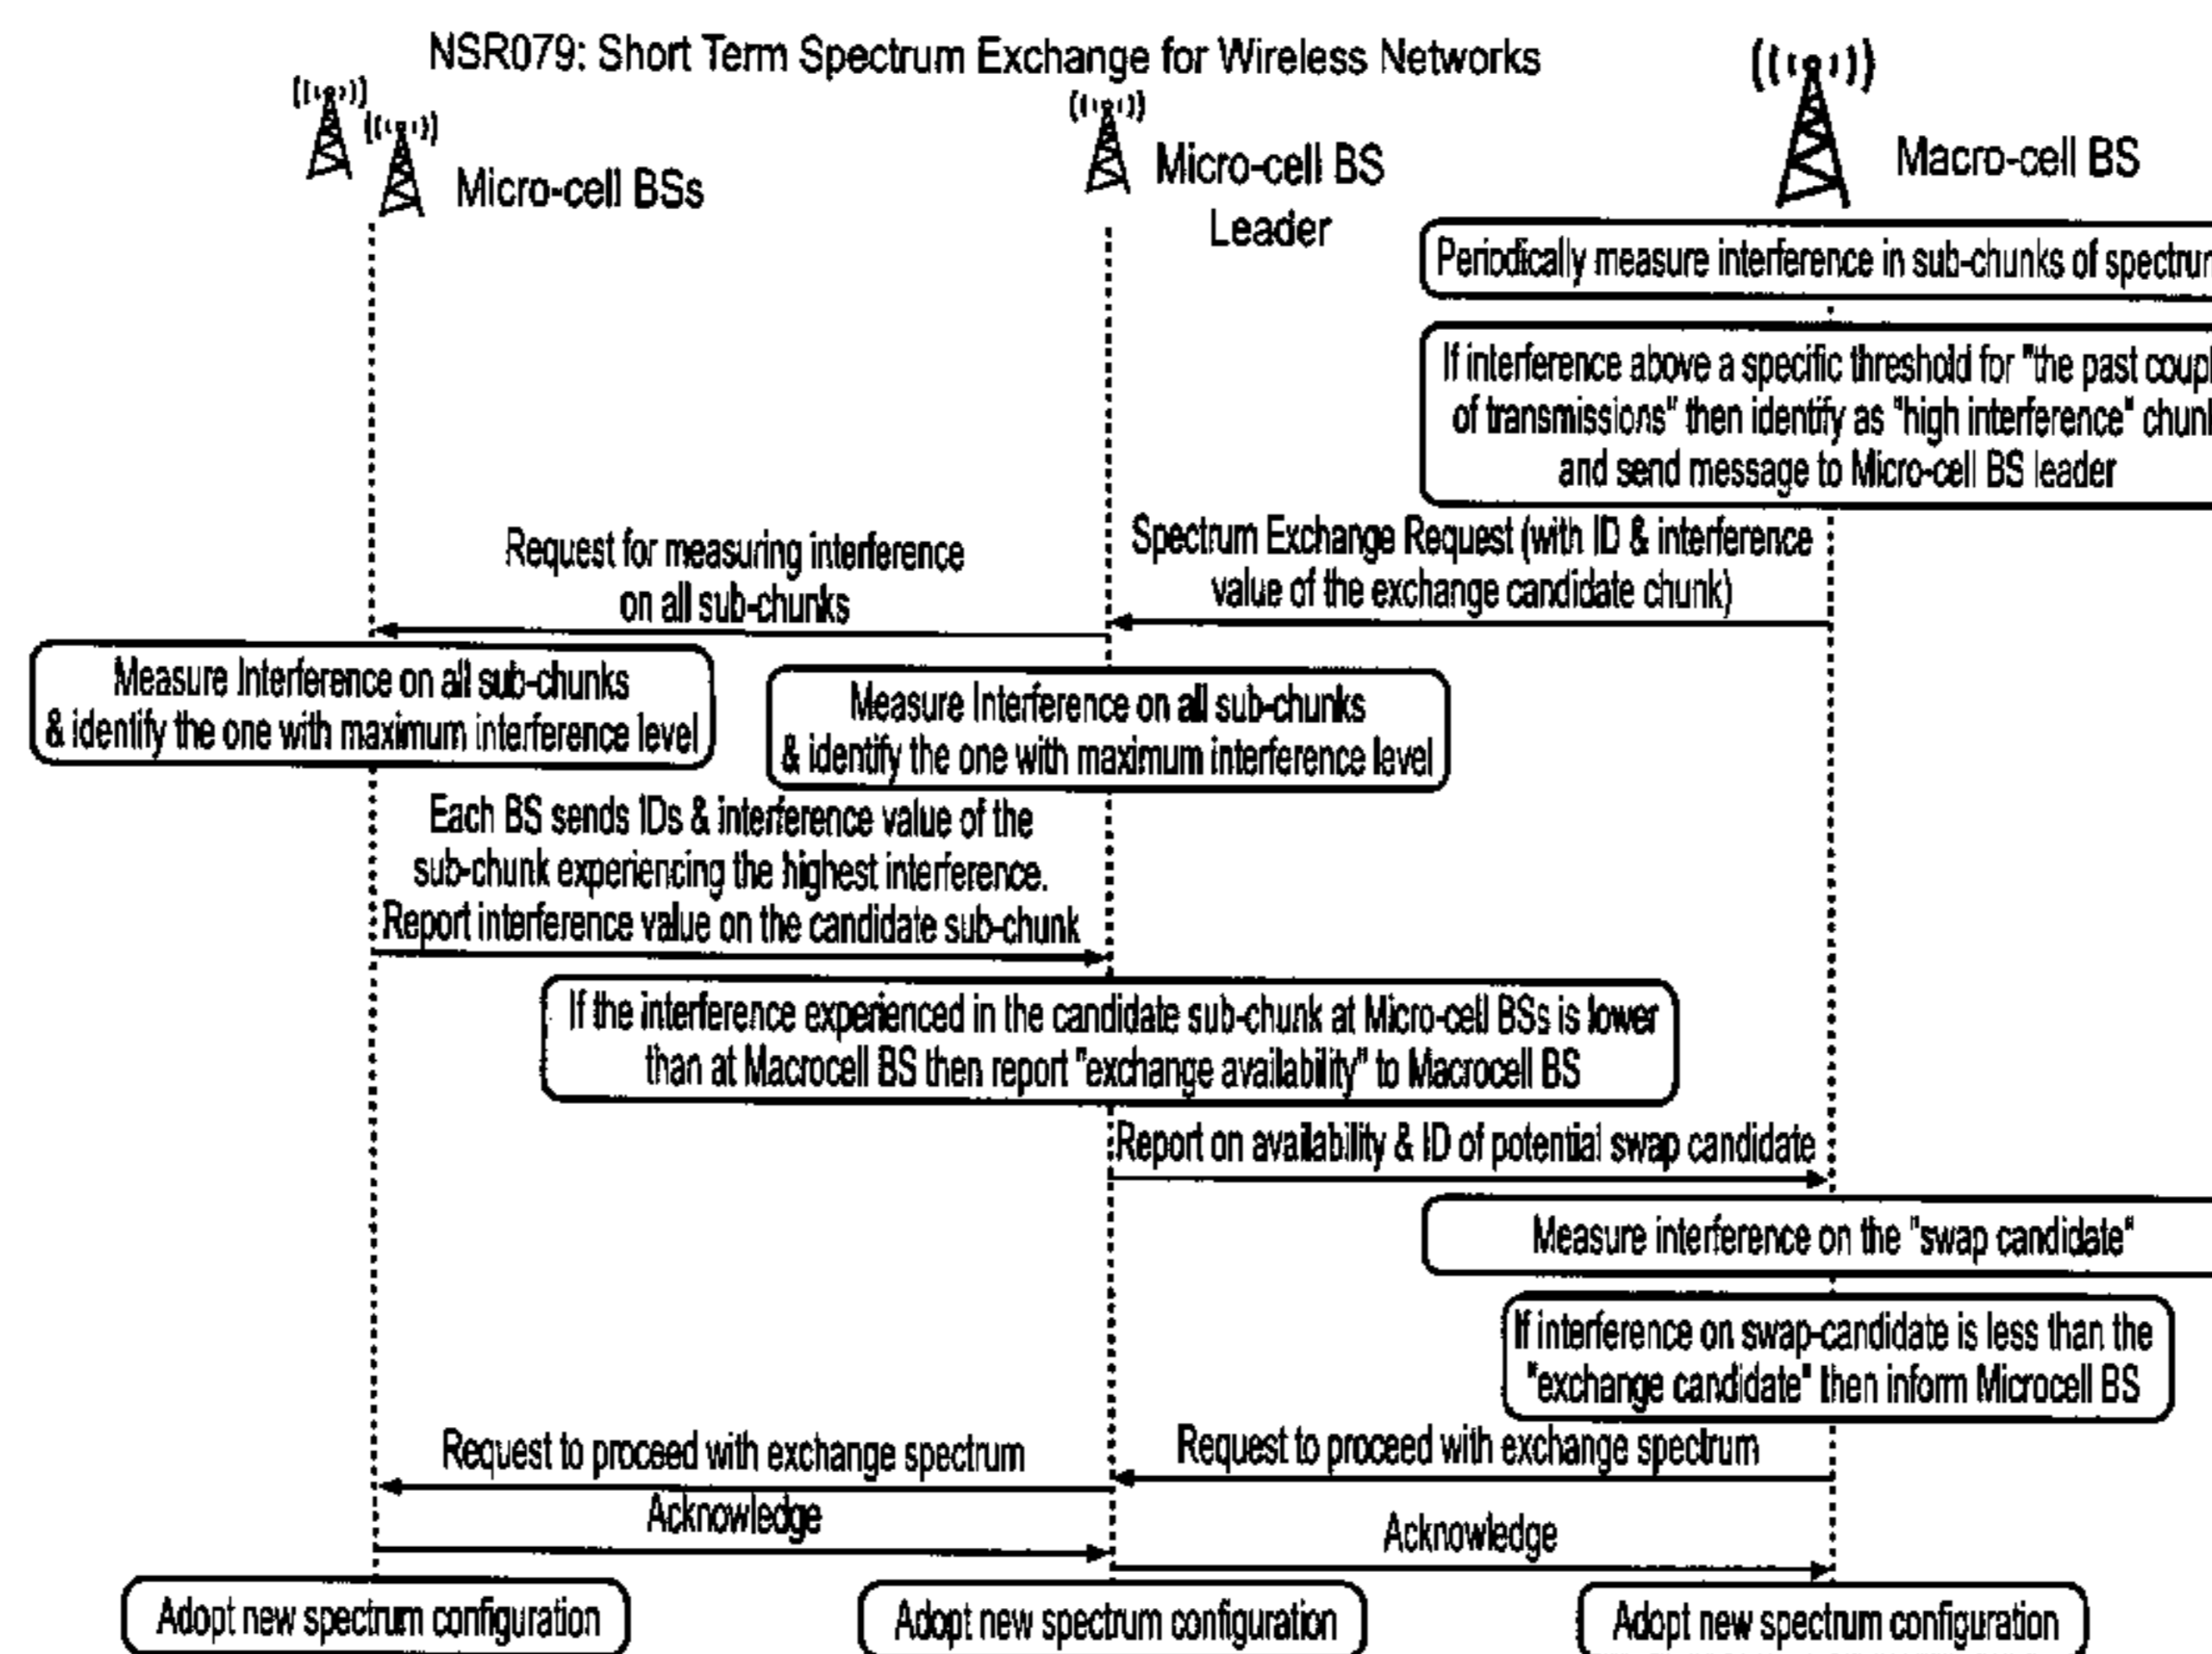 NSR079: Short Term Spectrum Exchange for Wireless Networks
Micro-cell BSs
Micro-cell BS
Leader
Macro-cell BS
Periodically measure interference in sub-chunks of
If interference above a specific threshold for "the past
of transmissions" then identify as "high interference"
and send message to Micro-cell BS leader
Spectrum Exchange Request (with ID & interference
value of the exchange candidate chunk)
Request for measuring interference
on all sub-chunks
Measure Interference on all sub-chunks
& identify the one with maximum interference level
Measure Interference on all sub-chunks
& identify the one with maximum interference level
Each BS sends IDs & interference value of the
sub-chunk experiencing the highest interference.
Report interference value on the candidate sub-chunk
If the interference experienced in the candidate sub-chunk at Micro-cell BSs is lower
than at Macrocell BS then report "exchange availability" to Macrocell BS
Report on availability & ID of potential swap candidate
Measure interference on the "swap candidate"
If interference on swap-candidate is less than the
"exchange candidate" then inform Microcell BS
Request to proceed with exchange spectrum
Request to proceed with exchange spectrum
Acknowledge
Acknowledge
Adopt new spectrum configuration
Adopt new spectrum configuration
Adopt new spectrum configuration